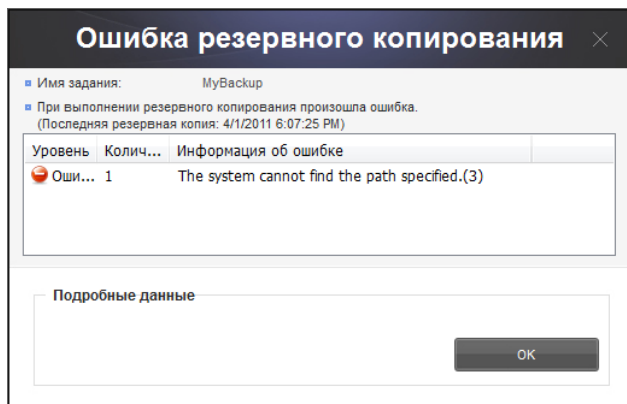 Ошибка резервного копирования
Имя задания: MyBackup
При выполнении резервного копирования произошла ошибка.
(Последняя резервная копия: 4/1/2011 6:07:25 PM)
Уровень Колич... Информация об ошибке
Оши... 1 The system cannot find the path specified.(3)
Подробные данные
OK